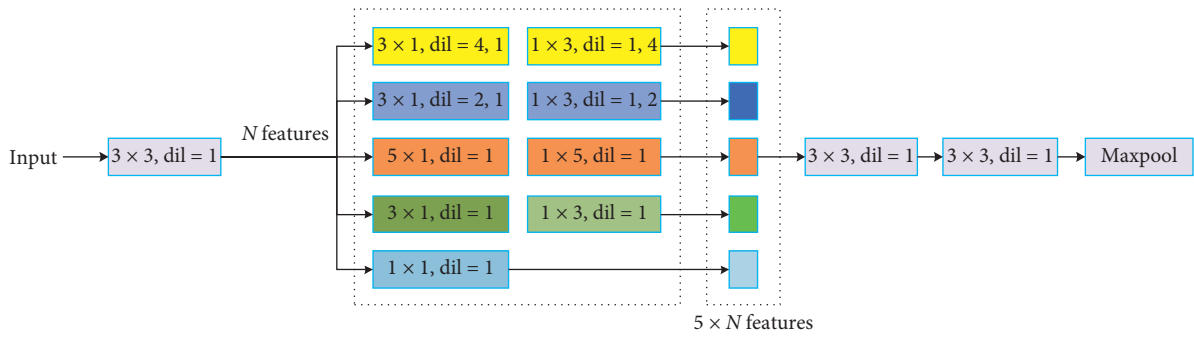 3 × 1, dil = 4, 1
1 × 3, dil = 1, 4
3 × 1, dil = 2, 1
1 × 3, dil = 1, 2
N features
Input
3 × 3, dil = 1
5 × 1, dil = 1
1 × 5, dil = 1
3 × 3, dil = 1
3 × 3, dil = 1
Maxpool
3 × 1, dil = 1
1 × 3, dil = 1
1 × 1, dil = 1
5 × N features